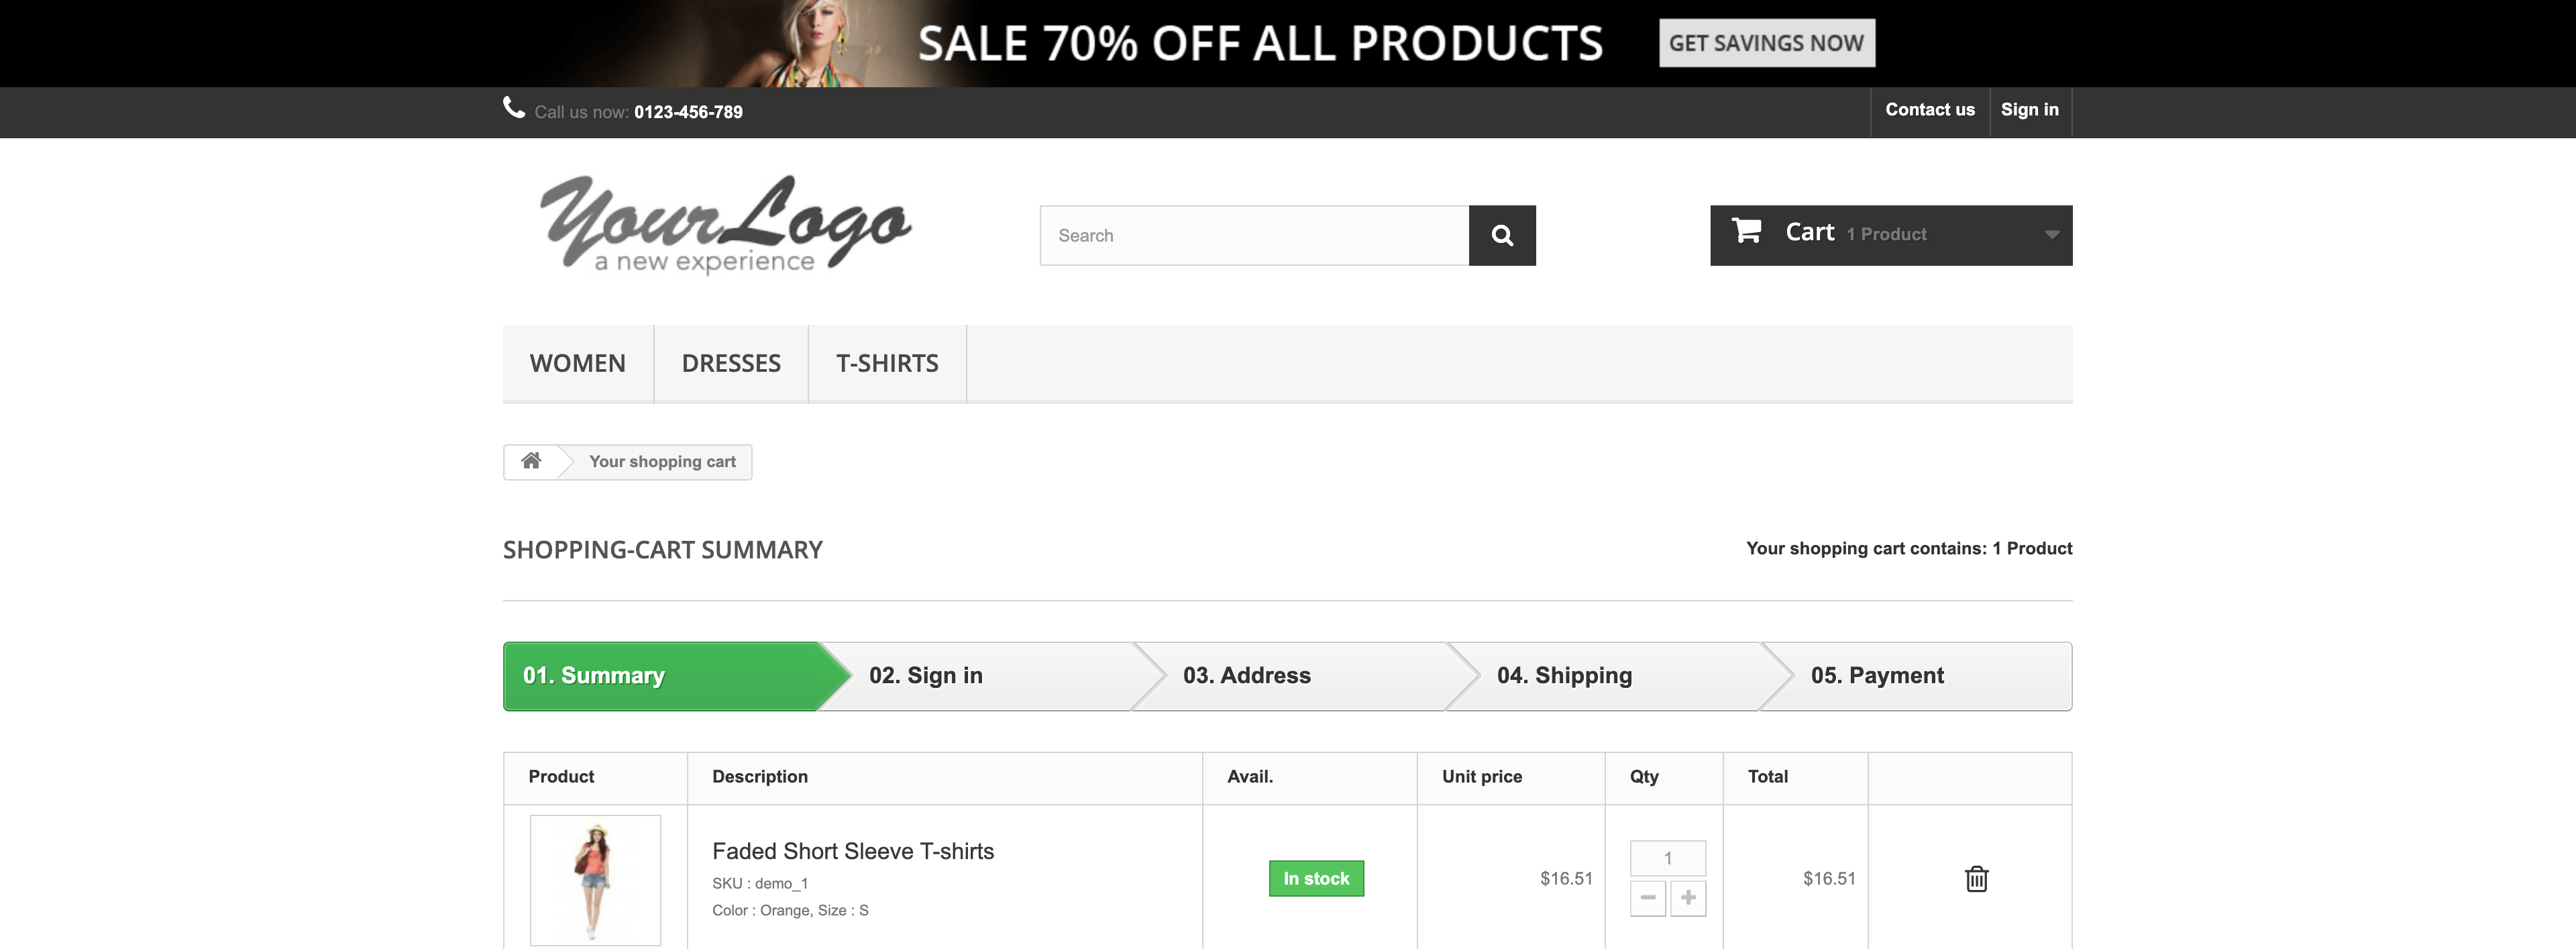 SALE 70% OFF ALL PRODUCTS GET SAVINGS NOW
Call us now: 0123-456-789 Contact us Sign in
YourLogo
a new experience
Search
Cart 1 Product
WOMEN DRESSES T-SHIRTS
Your shopping cart
SHOPPING-CART SUMMARY Your shopping cart contains: 1 Product
01. Summary 02. Sign in 03. Address 04. Shipping 05. Payment
Product Description Avail. Unit price Qty Total
Faded Short Sleeve T-shirts
SKU : demo_1
Color : Orange, Size : S
In stock $16.51 1 $16.51